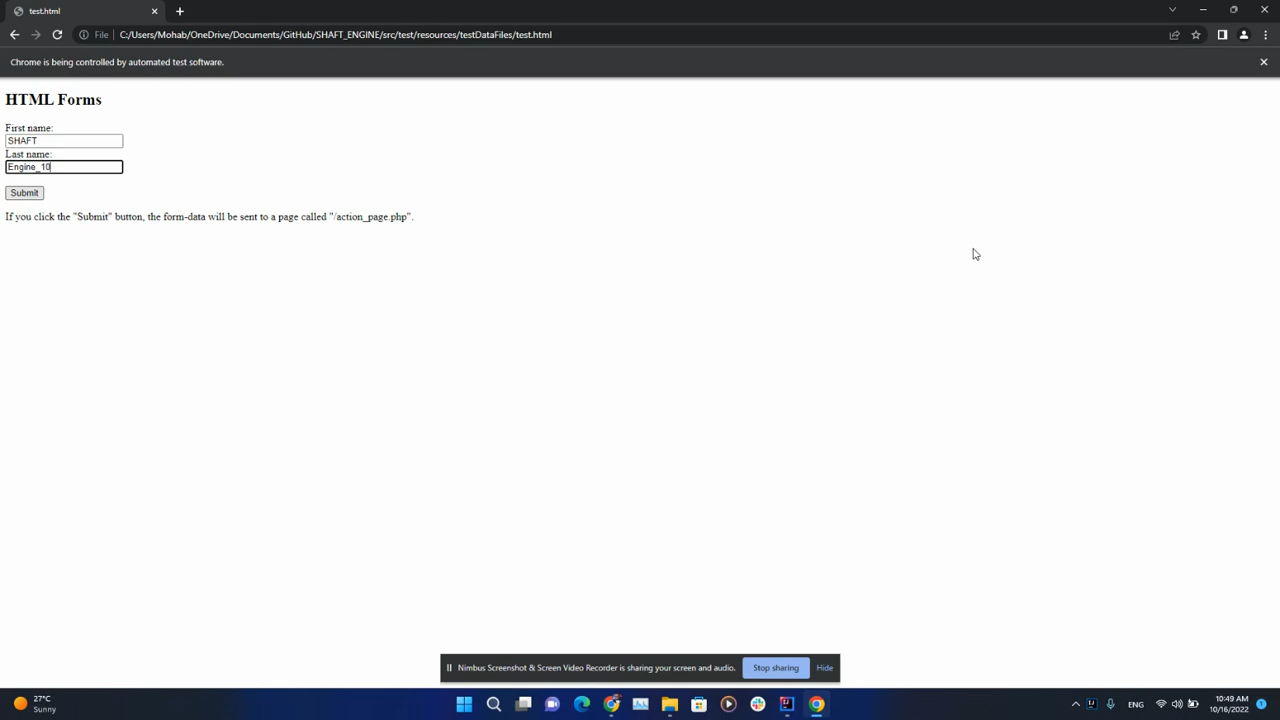 test.html
File C:/Users/Mohab/OneDrive/Documents/GitHub/SHAFT_ENGINE/src/test/resources/testDataFiles/test.html
Chrome is being controlled by automated test software.
HTML Forms
First name:
SHAFT
Last name:
Engine_10
Submit
If you click the "Submit" button, the form-data will be sent to a page called "/action_page.php".
Nimbus Screenshot & Screen Video Recorder is sharing your screen and audio. Stop sharing Hide
27°C
Sunny
ENG
10:49 AM
10/16/2022
1